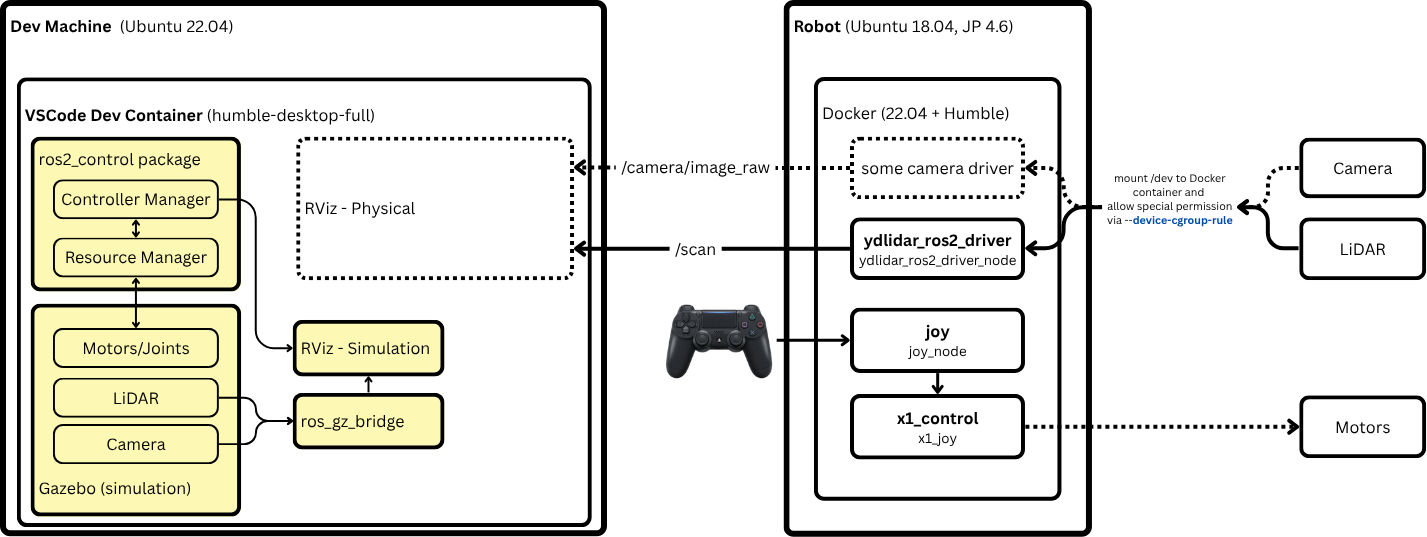 Dev Machine (Ubuntu 22.04)
VSCode Dev Container (humble-desktop-full)
ros2_control package
Controller Manager
Resource Manager
Motors/Joints
LiDAR
Camera
Gazebo (simulation)
RViz - Physical
RViz - Simulation
ros_gz_bridge
/camera/image_raw
/scan
Robot (Ubuntu 18.04, JP 4.6)
Docker (22.04 + Humble)
some camera driver
ydlidar_ros2_driver
ydlidar_ros2_driver_node
joy
joy_node
x1_control
x1_joy
mount /dev to Docker
container and
allow special permission
via --device-cgroup-rule
Camera
LiDAR
Motors